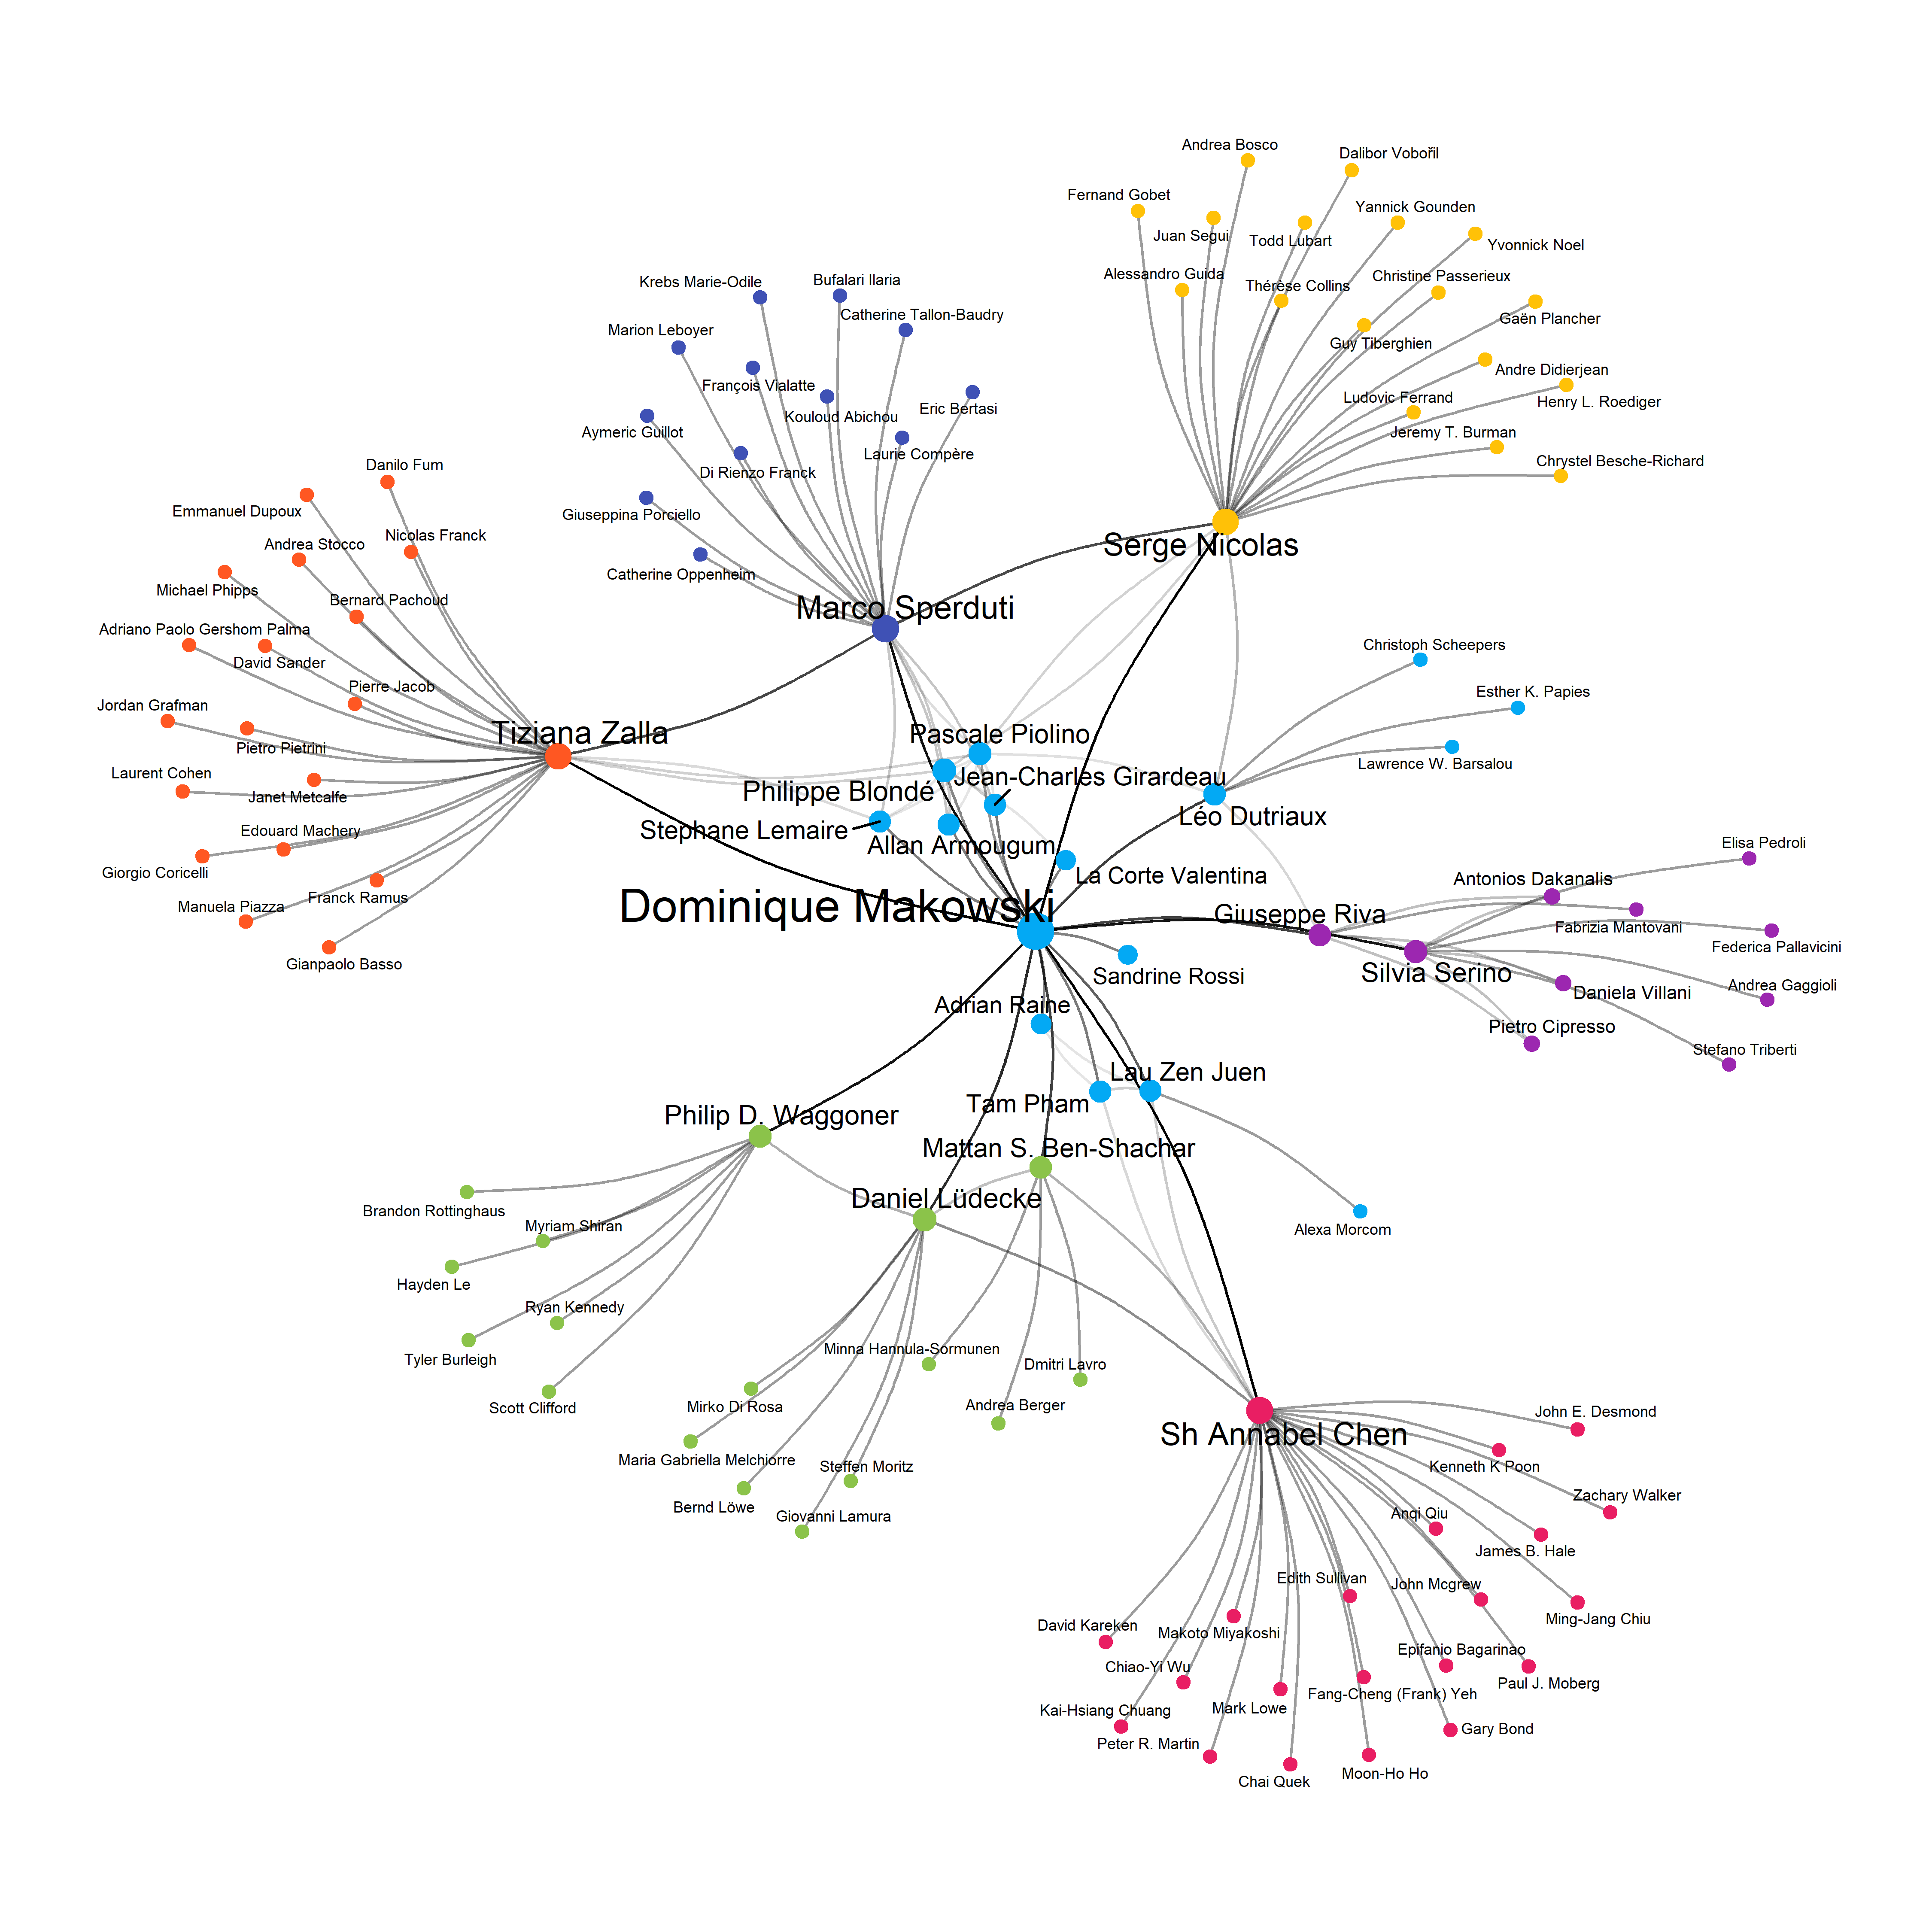 Andrea Bosco
Dalibor Vobořil
Fernand Gobet
Yannick Gounden
Juan Segui
Todd Lubart
Yvonnick Noel
Alessandro Guida
Christine Passerieux
Thérèse Collins
Gaën Plancher
Guy Tiberghien
Andre Didierjean
Ludovic Ferrand
Henry L. Roediger
Jeremy T. Burman
Chrystel Besche-Richard
Serge Nicolas
Krebs Marie-Odile
Bufalari Ilaria
Catherine Tallon-Baudry
Marion Leboyer
François Vialatte
Kouloud Abichou
Eric Bertasi
Aymeric Guillot
Laurie Compère
Di Rienzo Franck
Giuseppina Porciello
Catherine Oppenheim
Marco Sperduti
Danilo Fum
Emmanuel Dupoux
Nicolas Franck
Andrea Stocco
Michael Phipps
Bernard Pachoud
Adriano Paolo Gershom Palma
David Sander
Pierre Jacob
Jordan Grafman
Pietro Pietrini
Laurent Cohen
Janet Metcalfe
Edouard Machery
Giorgio Coricelli
Franck Ramus
Manuela Piazza
Gianpaolo Basso
Tiziana Zalla
Christoph Scheepers
Esther K. Papies
Lawrence W. Barsalou
Pascale Piolino
Jean-Charles Girardeau
Philippe Blondé
Léo Dutriaux
Stephane Lemaire
Allan Armougum
La Corte Valentina
Dominique Makowski
Elisa Pedroli
Antonios Dakanalis
Giuseppe Riva
Fabrizia Mantovani
Federica Pallavicini
Silvia Serino
Sandrine Rossi
Daniela Villani
Andrea Gaggioli
Adrian Raine
Pietro Cipresso
Stefano Triberti
Lau Zen Juen
Tam Pham
Philip D. Waggoner
Mattan S. Ben-Shachar
Daniel Lüdecke
Brandon Rottinghaus
Myriam Shiran
Alexa Morcom
Hayden Le
Ryan Kennedy
Tyler Burleigh
Scott Clifford
Minna Hannula-Sormunen
Dmitri Lavro
Mirko Di Rosa
Andrea Berger
Maria Gabriella Melchiorre
Steffen Moritz
Bernd Löwe
Giovanni Lamura
Sh Annabel Chen
John E. Desmond
Kenneth K Poon
Zachary Walker
Anqi Qiu
James B. Hale
Edith Sullivan
John Mcgrew
Ming-Jang Chiu
David Kareken
Makoto Miyakoshi
Epifanio Bagarinao
Chiao-Yi Wu
Paul J. Moberg
Fang-Cheng (Frank) Yeh
Kai-Hsiang Chuang
Mark Lowe
Gary Bond
Peter R. Martin
Moon-Ho Ho
Chai Quek